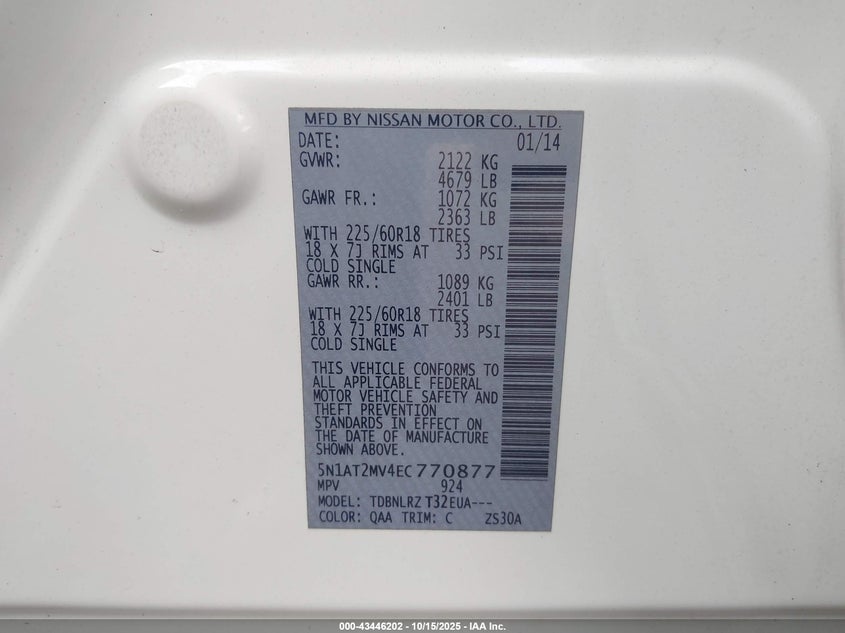 MFD BY NISSAN MOTOR CO., LTD.
DATE: 01/14
GVWR: 2122 KG
4679 LB
GAWR FR.: 1072 KG
2363 LB
WITH 225/60R18 TIRES
18 X 7J RIMS AT 33 PSI
COLD SINGLE
GAWR RR.: 1089 KG
2401 LB
WITH 225/60R18 TIRES
18 X 7J RIMS AT 33 PSI
COLD SINGLE
THIS VEHICLE CONFORMS TO
ALL APPLICABLE FEDERAL
MOTOR VEHICLE SAFETY AND
THEFT PREVENTION
STANDARDS IN EFFECT ON
THE DATE OF MANUFACTURE
SHOWN ABOVE.
5N1AT2MV4EC770877
MPV 924
MODEL: TDBNLRZ T32EUA---
COLOR: QAA TRIM: C ZS30A
000-43446202 - 10/15/2025 - IAA Inc.